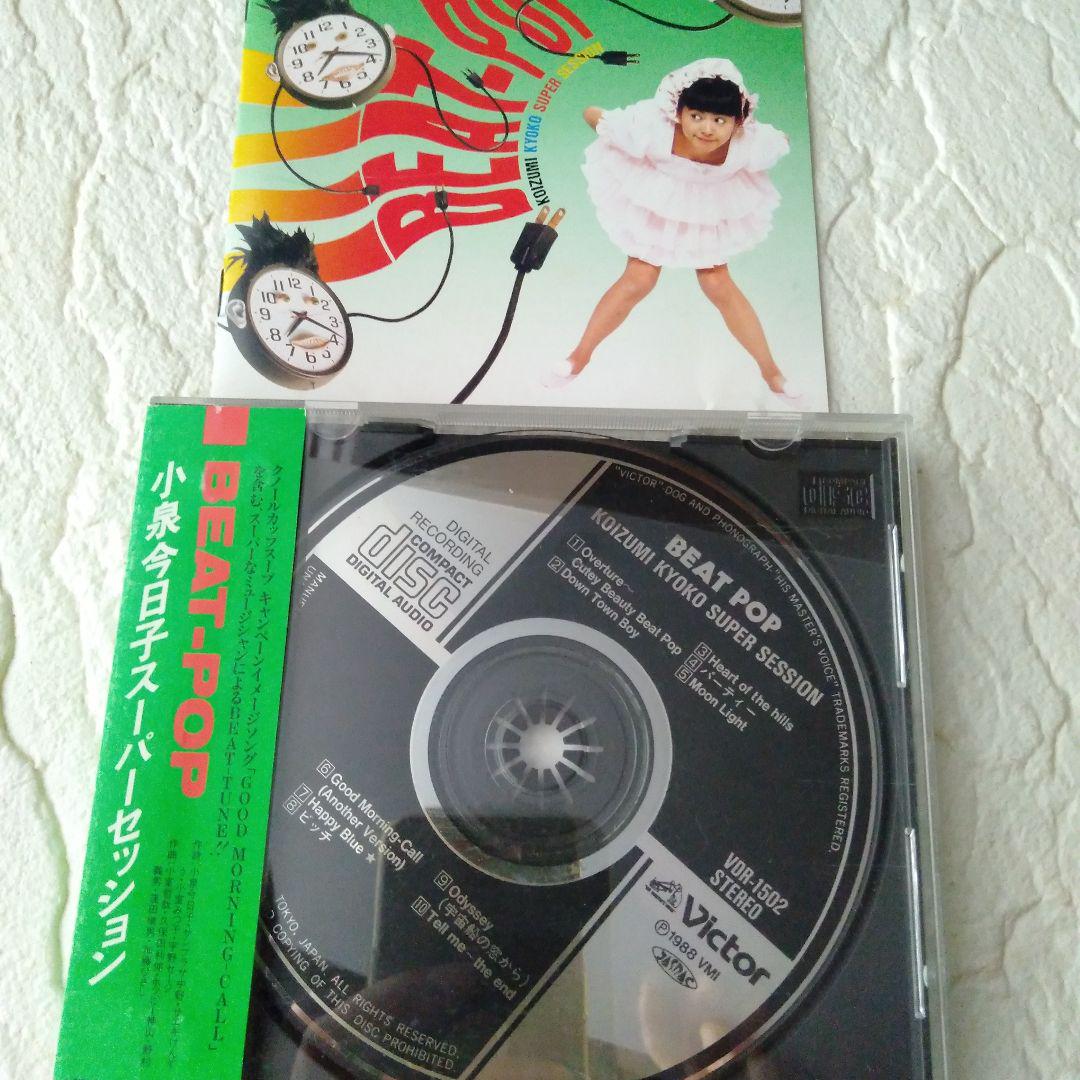 BEAT-POP
KOIZUMI KYOKO SUPER SESSION
BEAT-POP
小泉今日子スーパーセッション
クノールカップスープ キャンペーンイメージソング「GOOD MORNING CALL」
を含む、スーパーなミュージシャンによるBEAT TUNE!!
DIGITAL
RECORDING
COMPACT
disc
DIGITAL AUDIO
"VICTOR"-DOG AND PHONOGRAPH-"HIS MASTER'S VOICE" TRADEMARKS REGISTERED.
BEAT POP
KOIZUMI KYOKO SUPER SESSION
1 Overture~
Cutey Beauty Beat Pop
2 Down Town Boy
3 Heart of the hills
4 パーティー
5 Moon Light
6 Good Morning-Call
(Another Version)
7 Happy Blue ★
8 ビッチ
9 Odyssey
(宇宙船の窓から)
10 Tell me~the end
VDR-1502
STEREO
Victor
Ⓟ1988 VMI
JASRAC
TOKYO, JAPAN. ALL RIGHTS RESERVED.
COPYING OF THIS DISC PROHIBITED.
disc
DIGITAL AUDIO